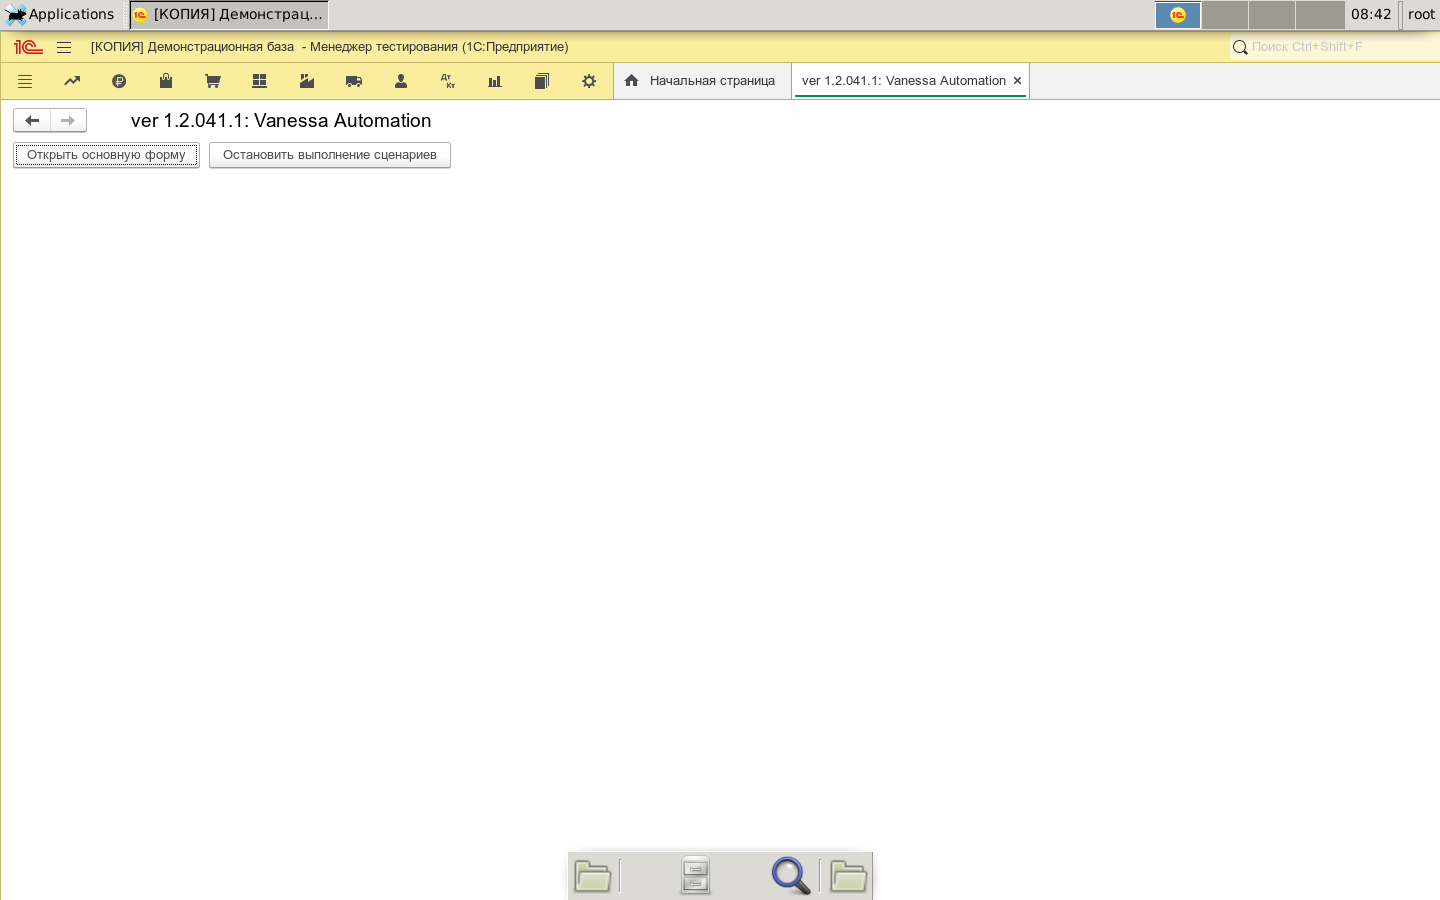 Applications
[КОПИЯ] Демонстрац...
08:42
root
1С
[КОПИЯ] Демонстрационная база  - Менеджер тестирования (1С:Предприятие)
Поиск Ctrl+Shift+F
Дт
Кт
Начальная страница
ver 1.2.041.1: Vanessa Automation
ver 1.2.041.1: Vanessa Automation
Открыть основную форму
Остановить выполнение сценариев